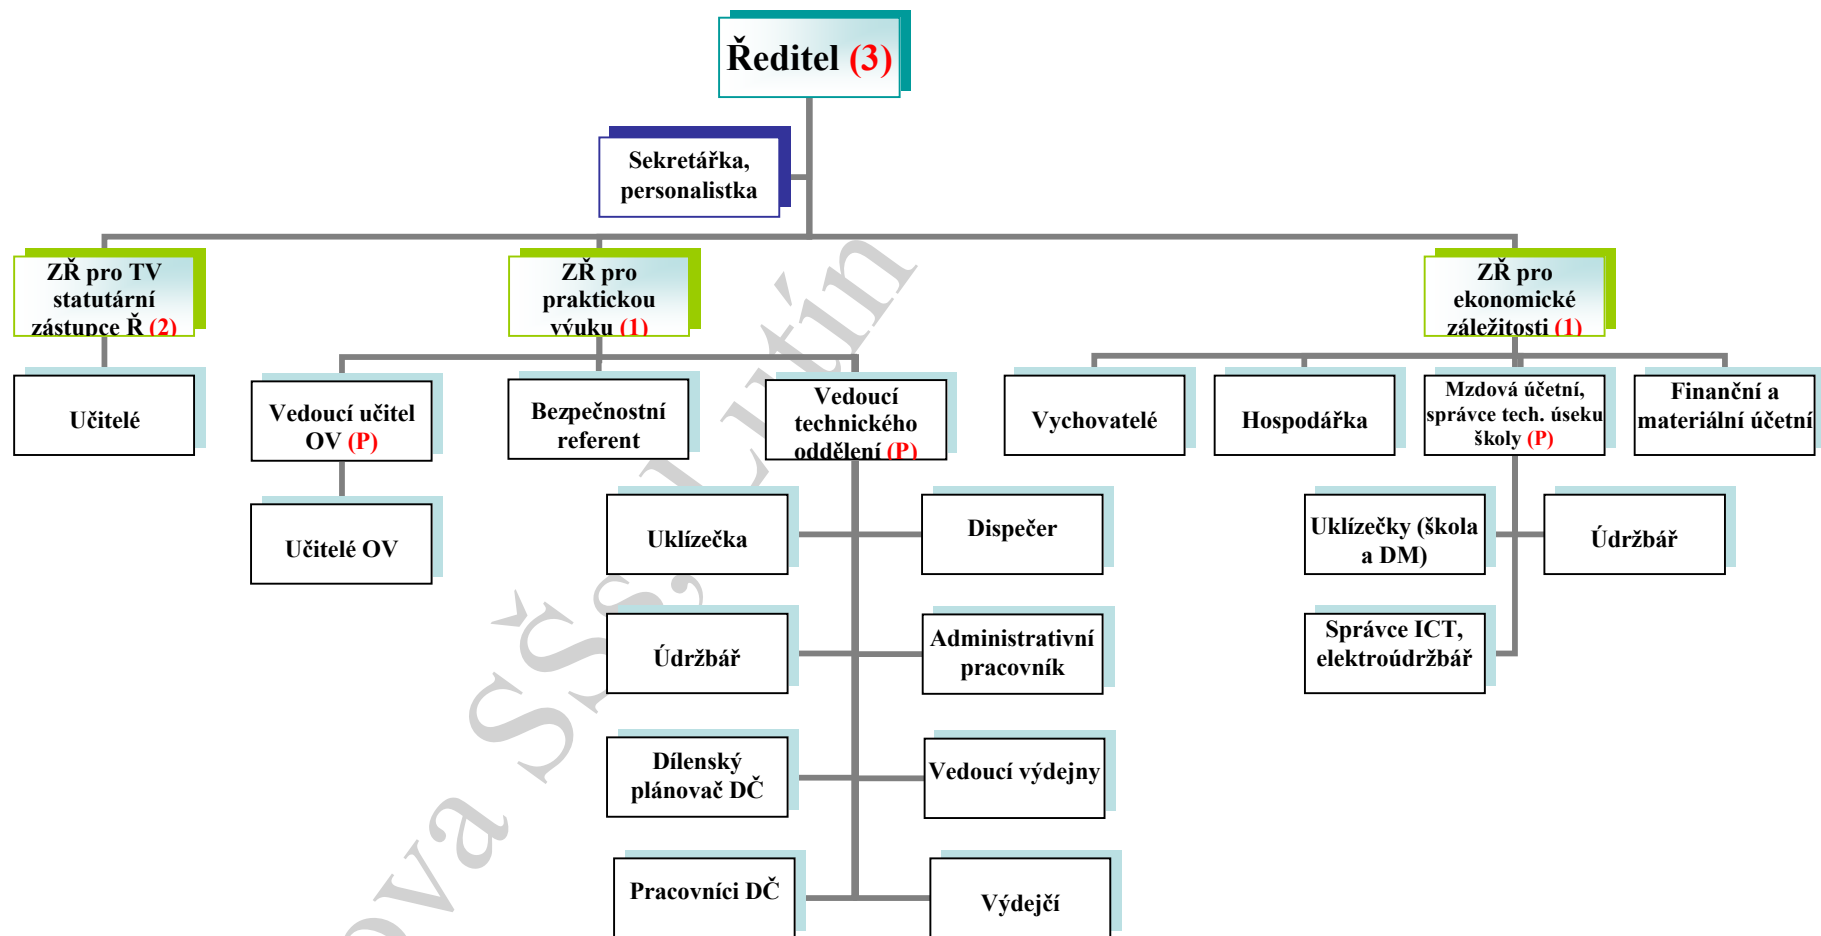 Ředitel (3)
Sekretářka,
personalistka
ZŘ pro TV
statutární
zástupce Ř (2)
ZŘ pro
praktickou
výuku (1)
ZŘ pro
ekonomické
záležitosti (1)
Učitelé
Vedoucí učitel
OV (P)
Bezpečnostní
referent
Vedoucí
technického
oddělení (P)
Vychovatelé
Hospodářka
Mzdová účetní,
správce tech. úseku
školy (P)
Finanční a
materiální účetní
Učitelé OV
Uklízečka
Dispečer
Uklízečky (škola
a DM)
Údržbář
Údržbář
Administrativní
pracovník
Správce ICT,
elektroúdržbář
Dílenský
plánovač DČ
Vedoucí výdejny
Pracovníci DČ
Výdejčí
ova SŠs, Lutín